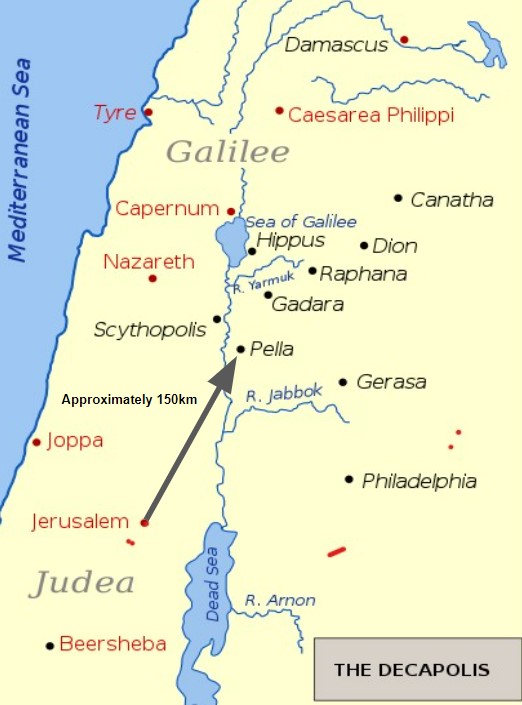 Damascus
Mediterranean Sea
Tyre
Caesarea Philippi
Galilee
Canatha
Capernum
Sea of Galilee
Hippus
Dion
Nazareth
Raphana
R. Yarmuk
Gadara
Scythopolis
Pella
Gerasa
R. Jabbok
Approximately 150km
Joppa
Philadelphia
Jerusalem
Dead Sea
Judea
R. Arnon
Beersheba
THE DECAPOLIS